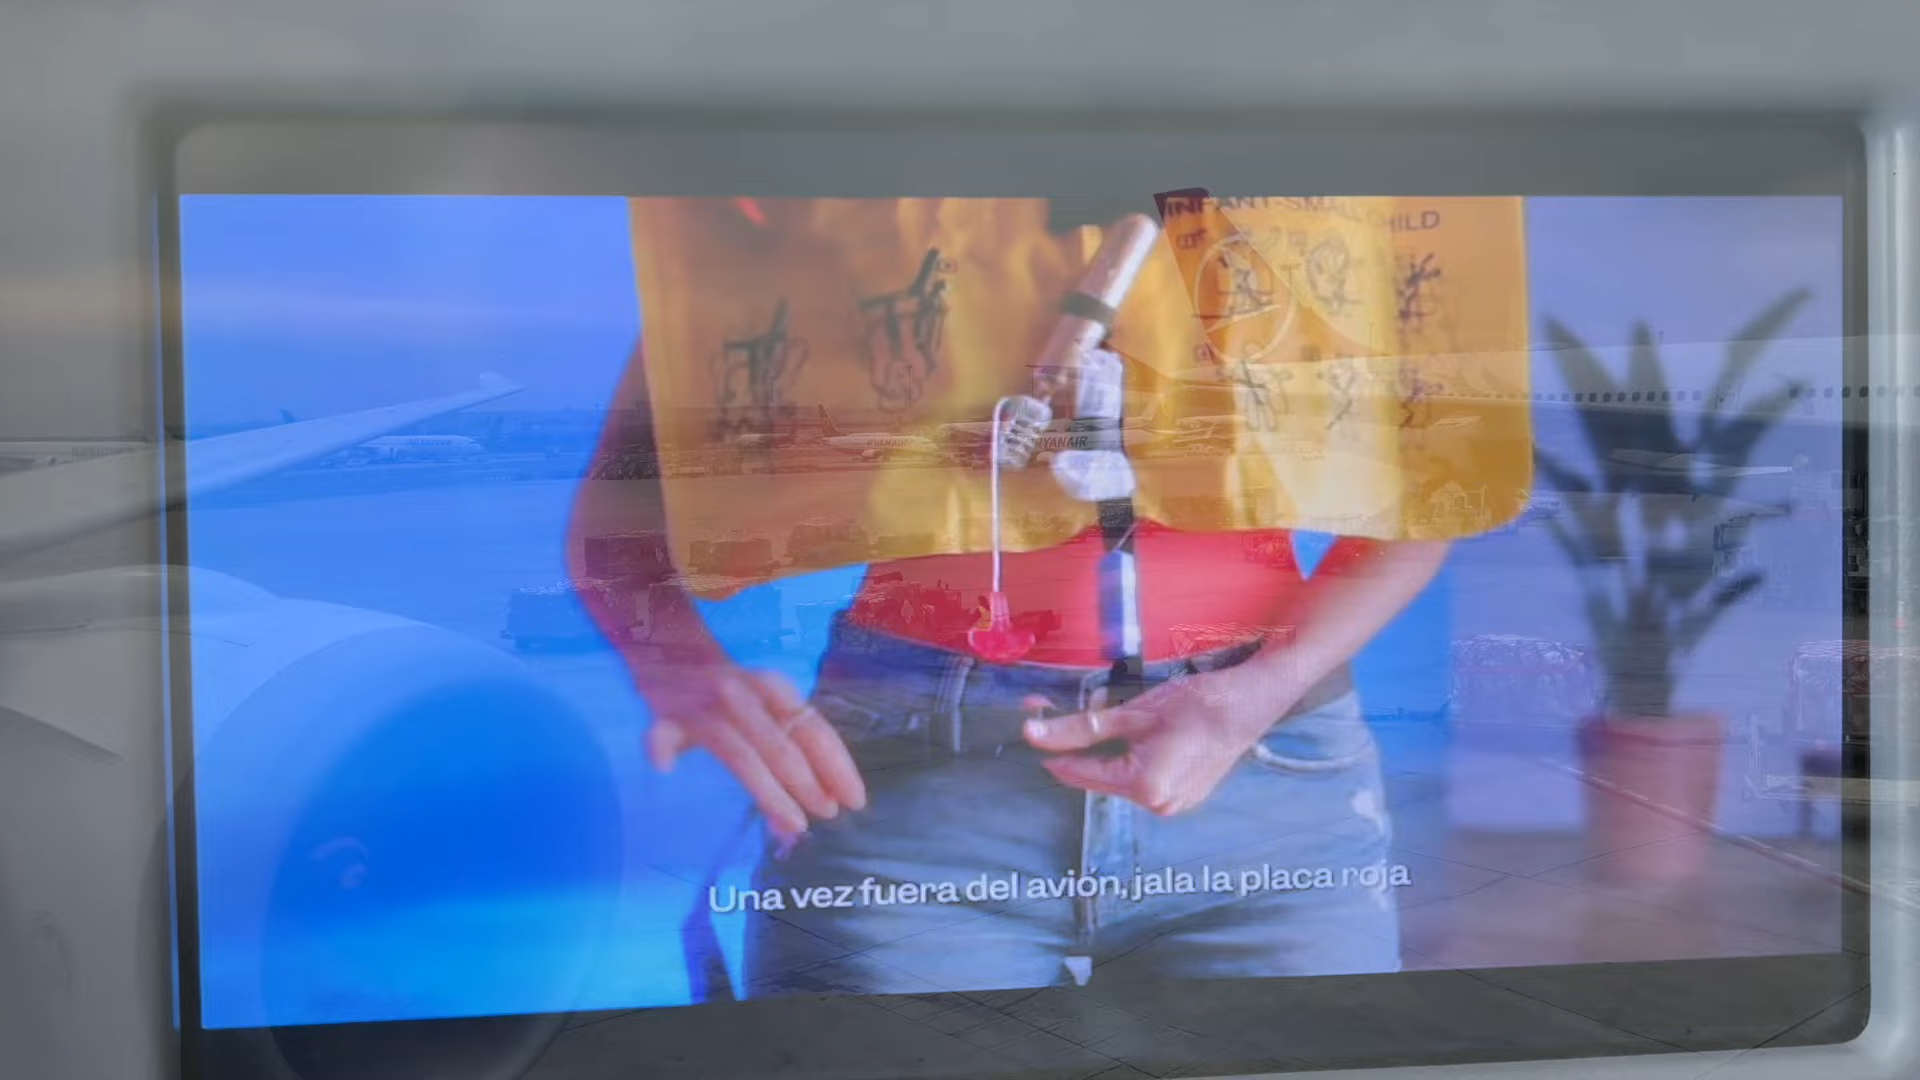 INFANT-SMALL CHILD
RYANAIR
RYANAIR
Una vez fuera del avión, jala la placa roja